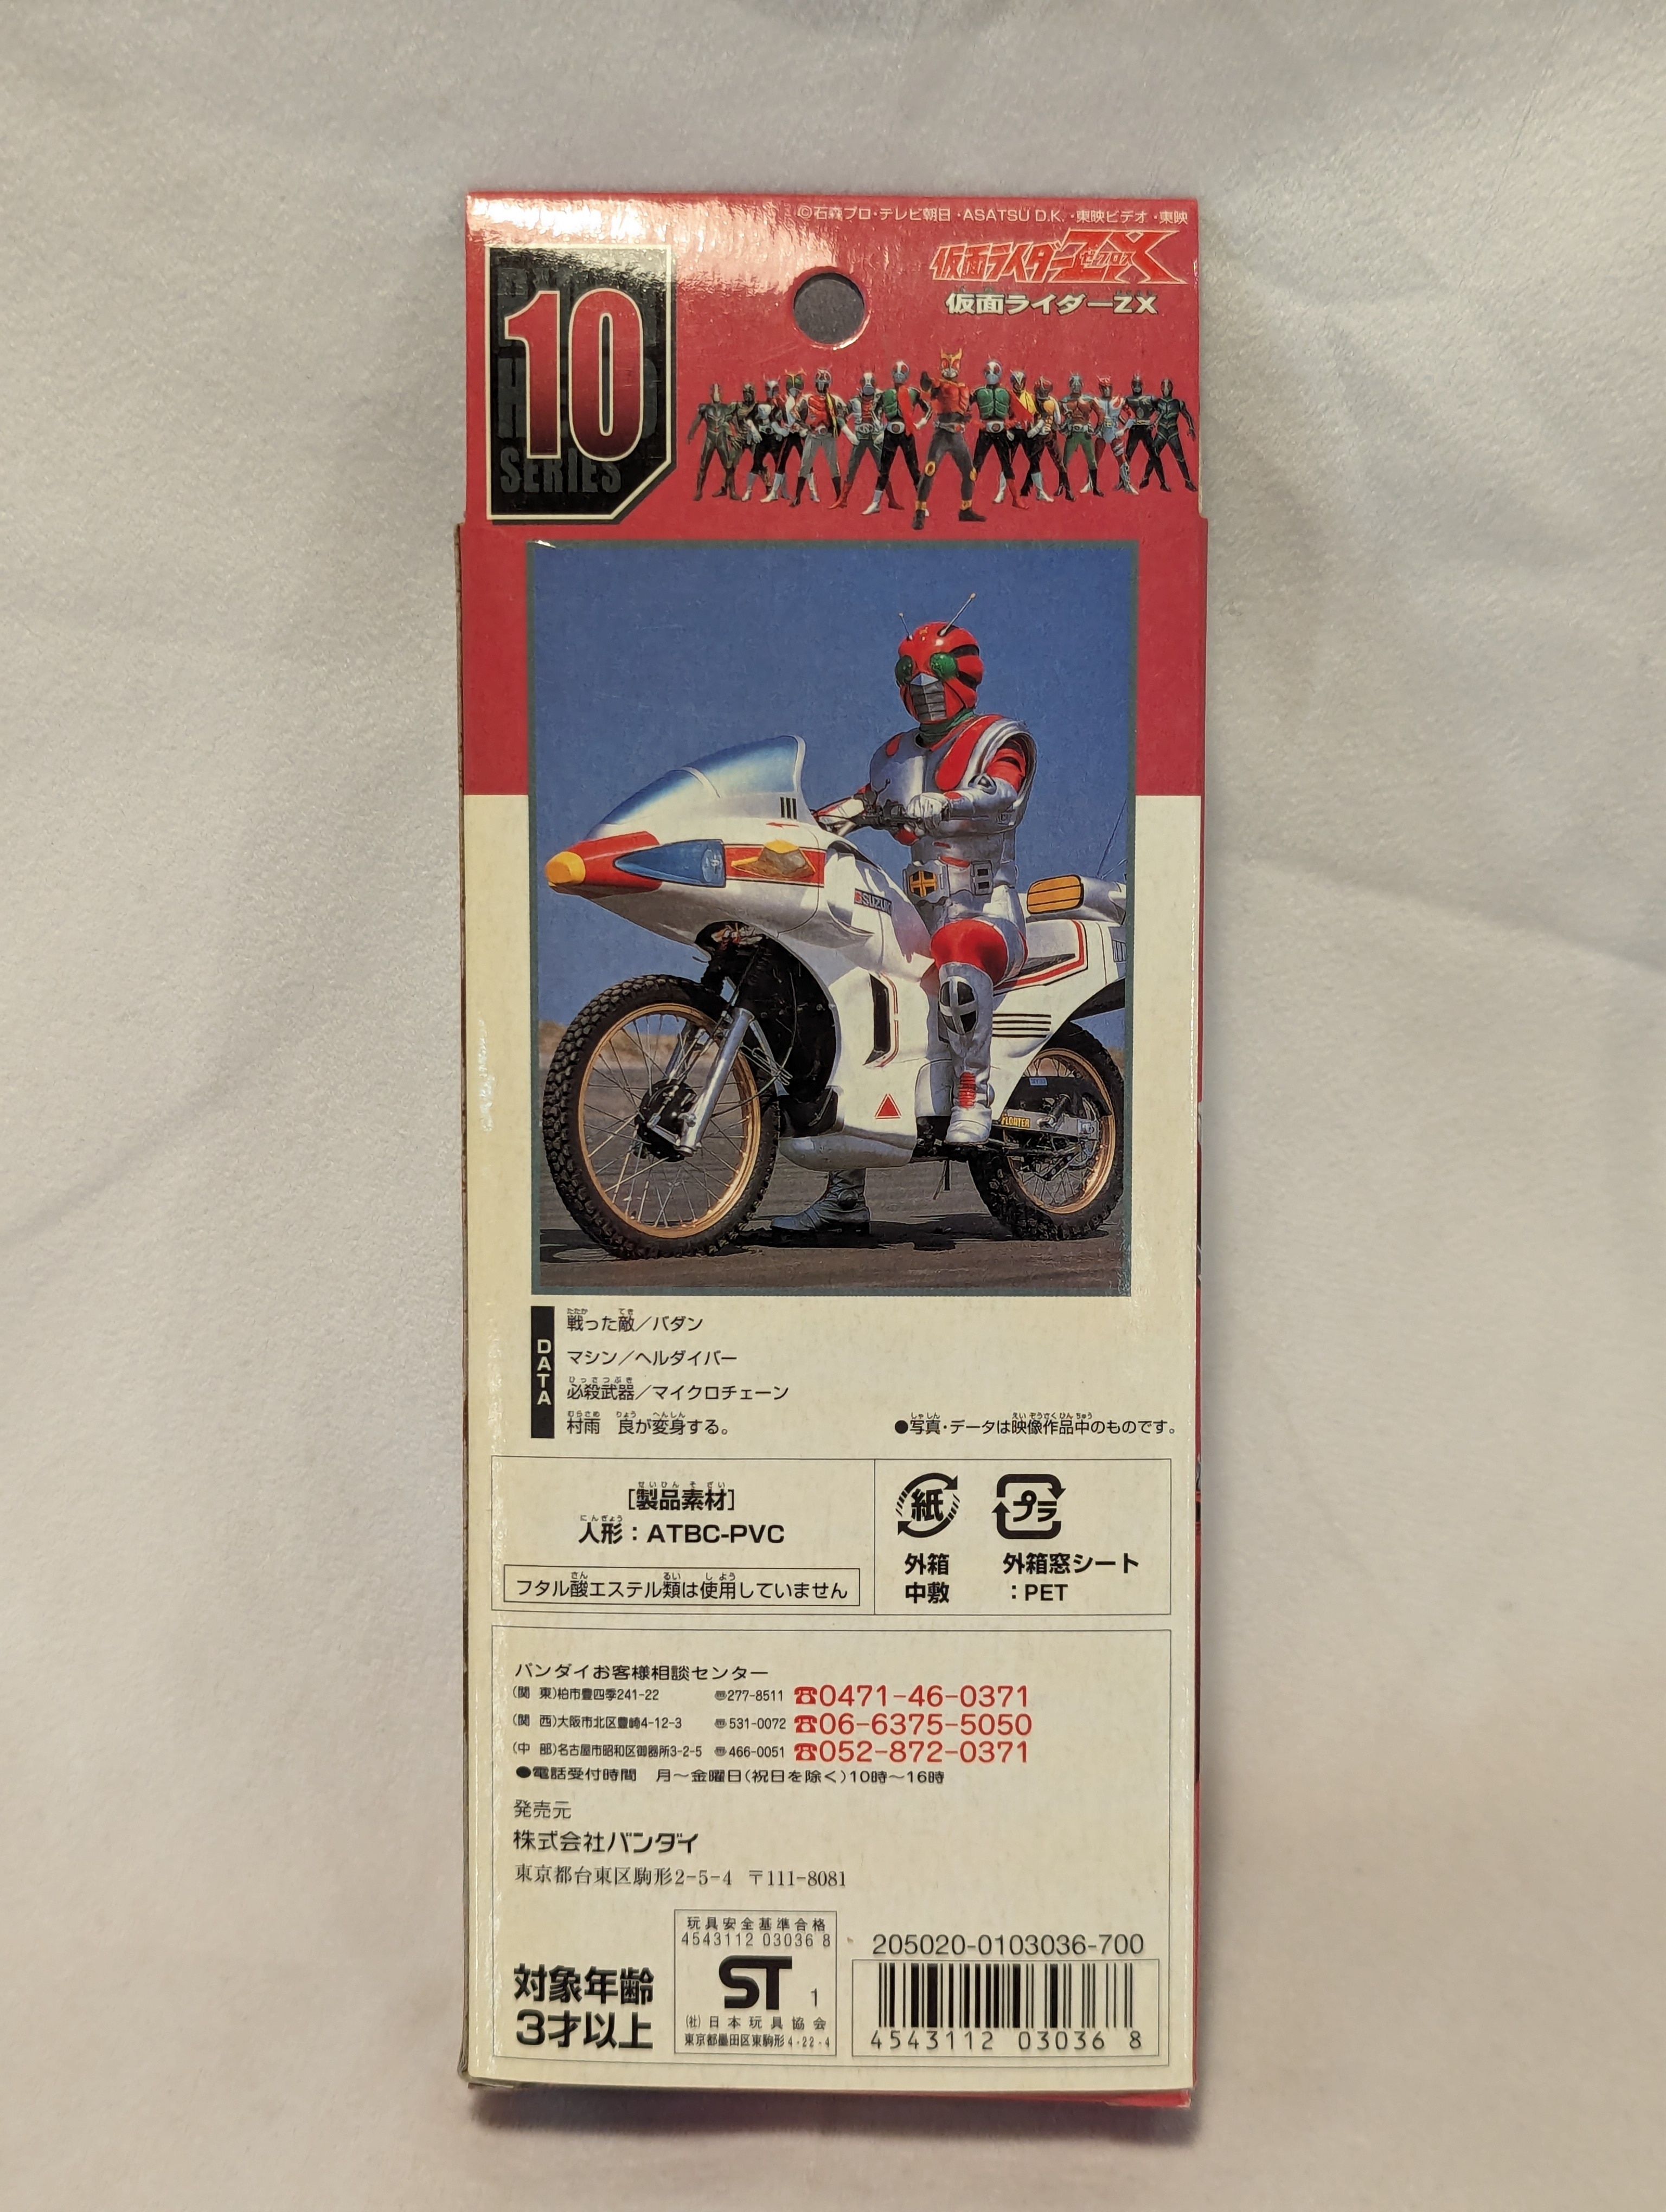 ©石森プロ・テレビ朝日・ASATSU D.K.・東映ビデオ・東映
仮面ライダーZX
ゼクロス
仮面ライダーZX
10
SERIES
SUZUKI
FLOATER
DATA
戦った敵／バダン
マシン／ヘルダイバー
必殺武器／マイクロチェーン
村雨 良が変身する。
●写真・データは映像作品中のものです。
[製品素材]
人形：ATBC-PVC
フタル酸エステル類は使用していません
紙
プラ
外箱
中敷
外箱窓シート
：PET
バンダイお客様相談センター
(関 東)柏市豊四季241-22 〠277-8511 ☎0471-46-0371
(関 西)大阪市北区豊崎4-12-3 〠531-0072 ☎06-6375-5050
(中 部)名古屋市昭和区御器所3-2-5 〠466-0051 ☎052-872-0371
●電話受付時間 月～金曜日(祝日を除く)10時～16時
発売元
株式会社バンダイ
東京都台東区駒形2-5-4 〒111-8081
対象年齢
3才以上
玩具安全基準合格
4543112 03036 8
ST 1
(社)日本玩具協会
東京都墨田区東駒形4-22-4
205020-0103036-700
4543112 03036 8